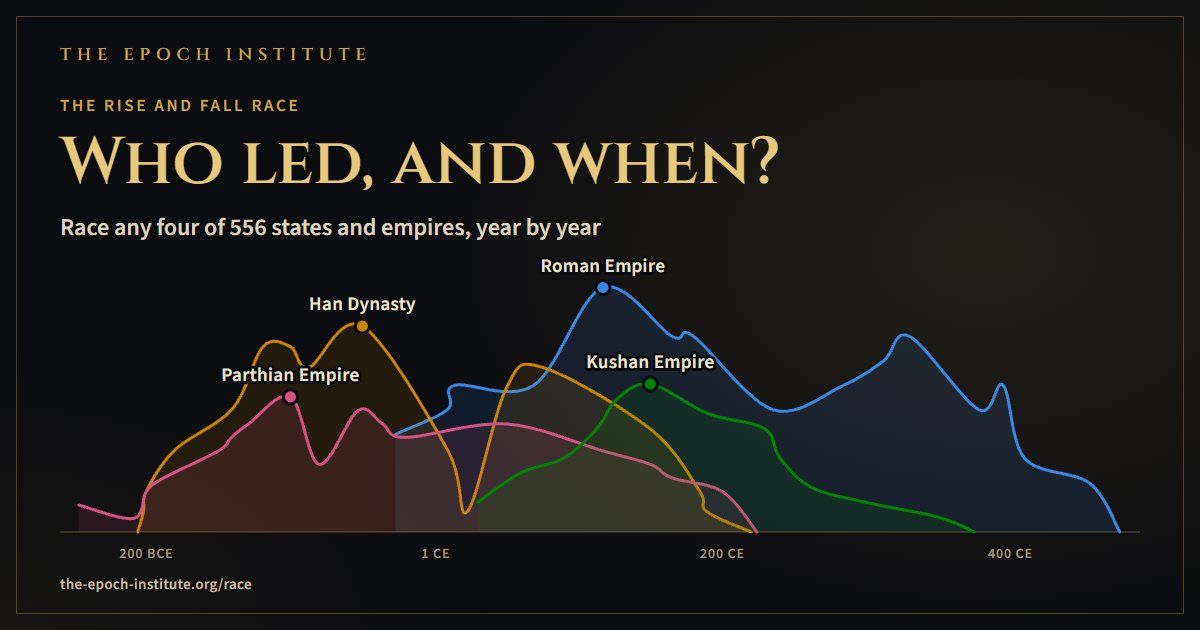 THE EPOCH INSTITUTE
THE RISE AND FALL RACE
WHO LED, AND WHEN?
Race any four of 556 states and empires, year by year
Roman Empire
Han Dynasty
Kushan Empire
Parthian Empire
200 BCE
1 CE
200 CE
400 CE
the-epoch-institute.org/race